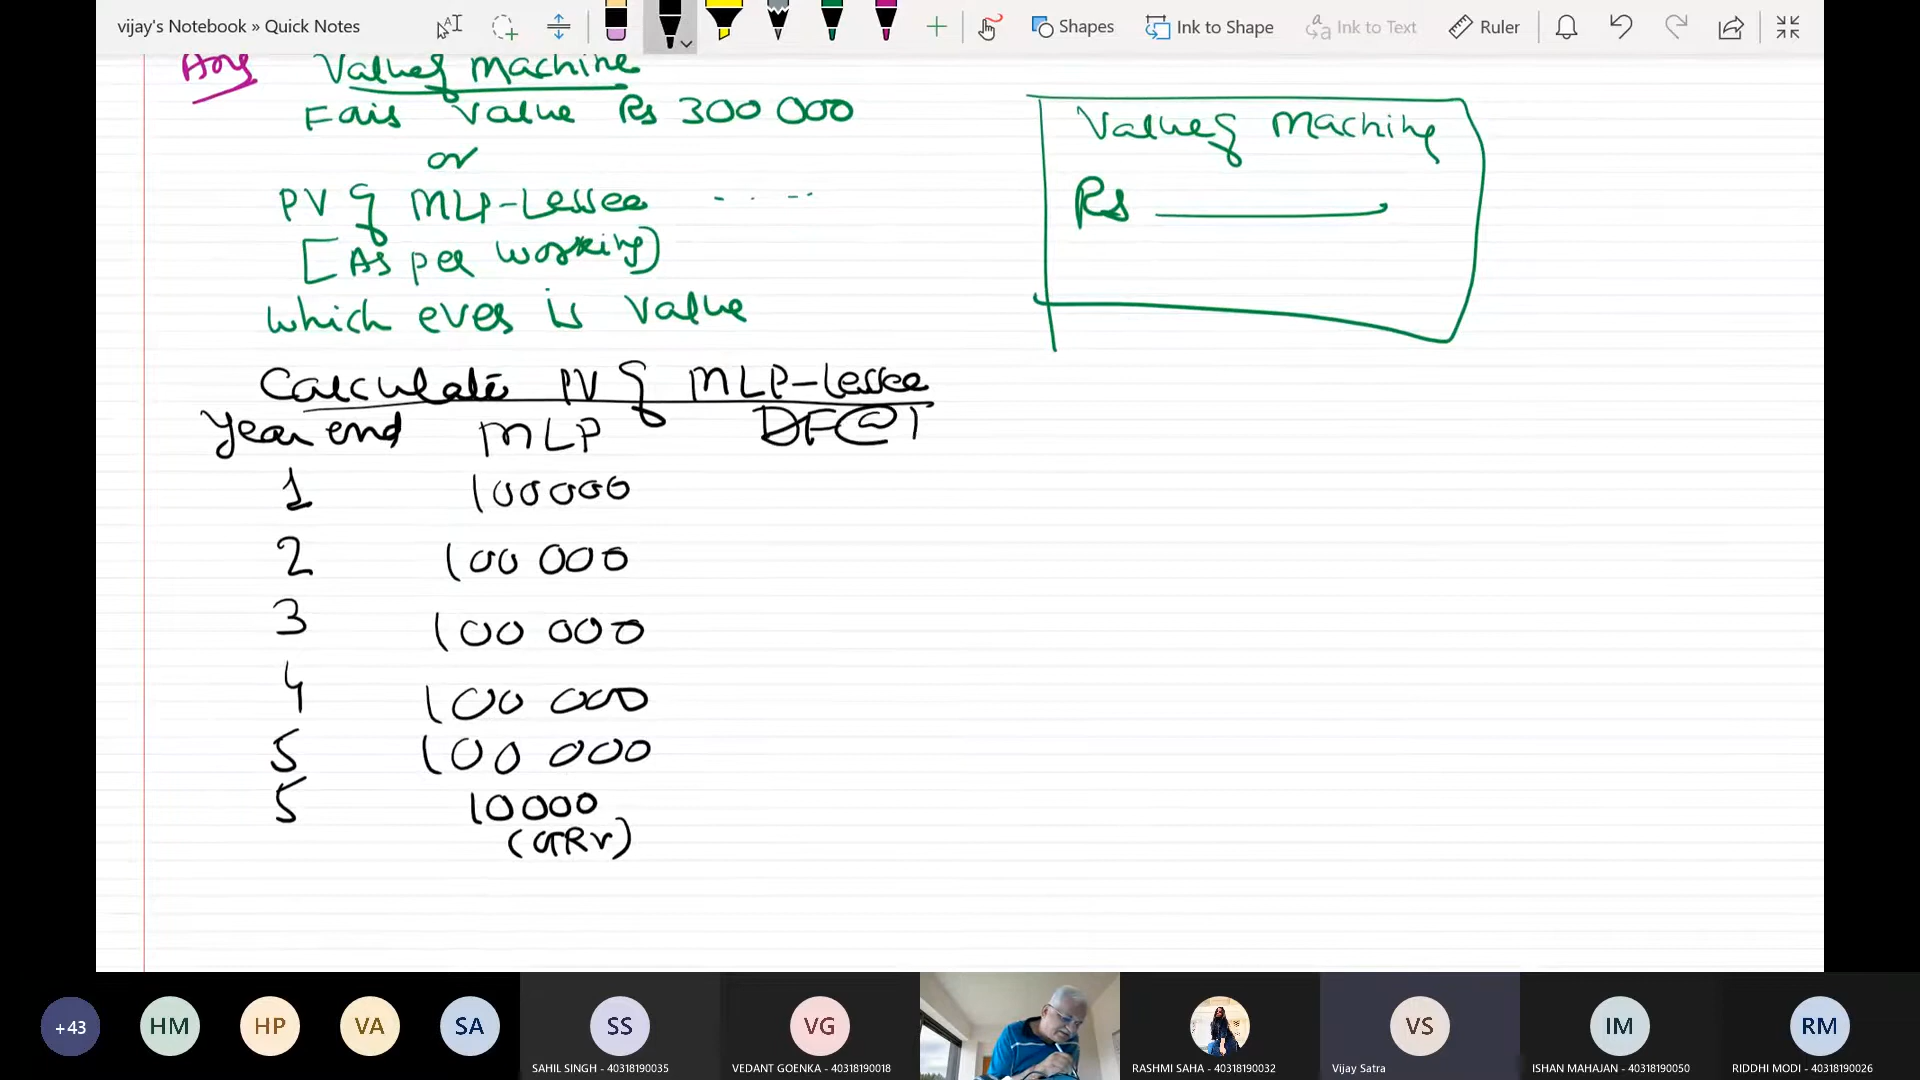 vijay's Notebook » Quick Notes
Shapes
Ink to Shape
Ink to Text
Ruler
Ans Value of Machine
Fair Value Rs 300 000
or
PV of MLP-Lessee ....
[As per working]
which ever is value
Value of Machine
Rs
Calculate PV of MLP-Lessee
Year end MLP DF@1
1 100000
2 100 000
3 100 000
4 100 000
5 100 000
5 10000
(GRV)
+43
HM
HP
VA
SA
SS
SAHIL SINGH - 40318190035
VG
VEDANT GOENKA - 40318190018
RASHMI SAHA - 40318190032
VS
Vijay Satra
IM
ISHAN MAHAJAN - 40318190050
RM
RIDDHI MODI - 40318190026